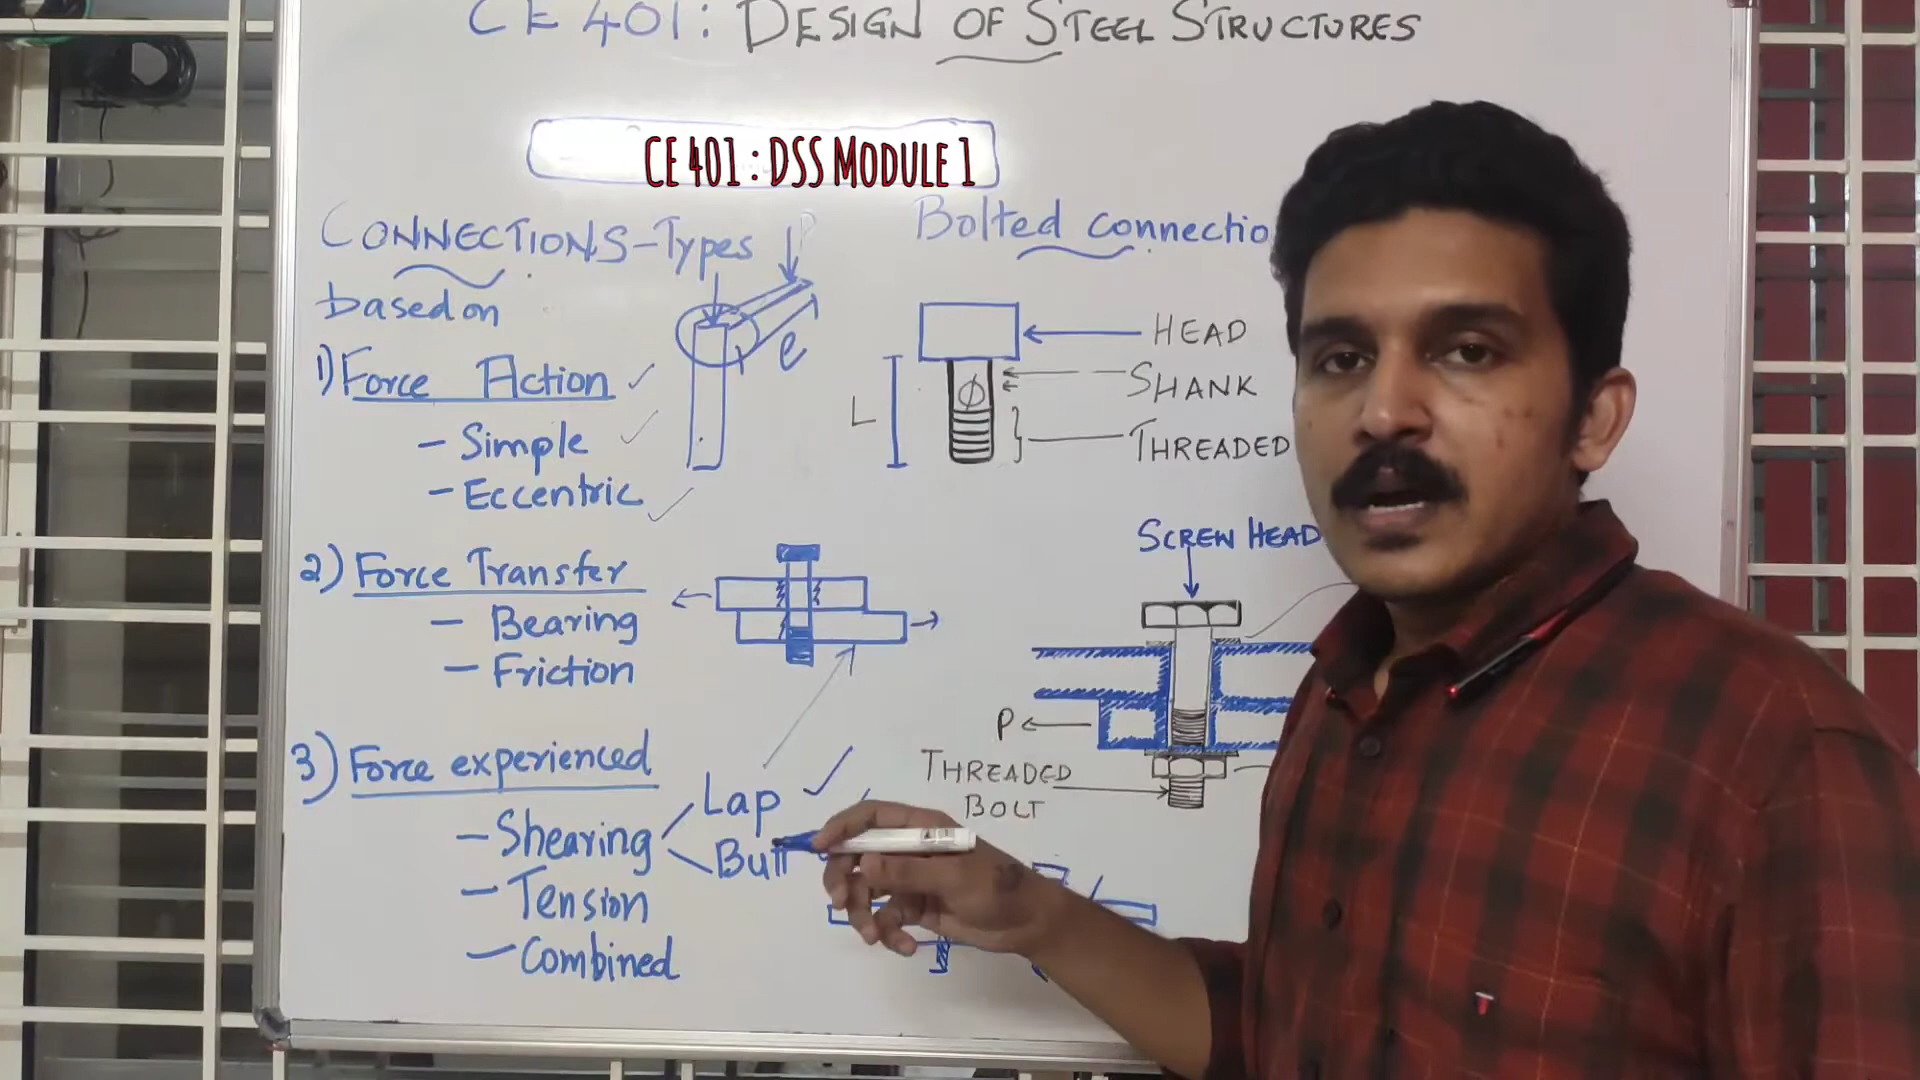 CE 401: DESIGN OF STEEL STRUCTURES
CE 401 : DSS MODULE 1
CONNECTIONS-Types
based on
1) Force Action
- Simple
- Eccentric
P
e
2) Force Transfer
- Bearing
- Friction
3) Force experienced
- Shearing
Lap
Butt
- Tension
- Combined
Bolted connectio
HEAD
SHANK
THREADED
L
φ
SCREW HEAD
P
THREADED
BOLT